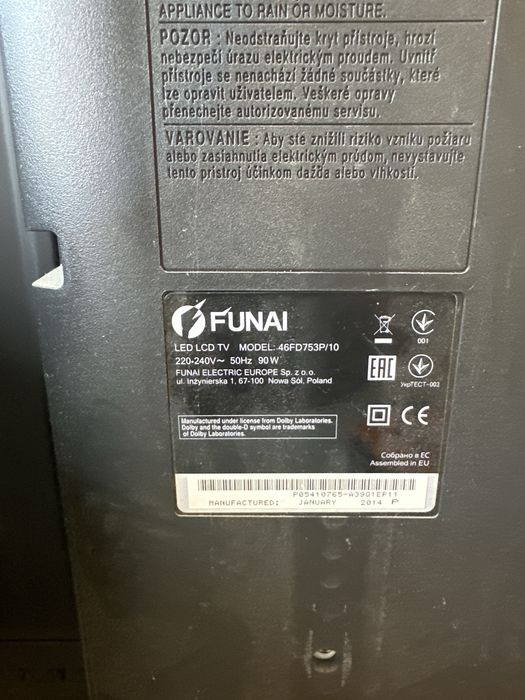 APPLIANCE TO RAIN OR MOISTURE.
POZOR : Neodstraňujte kryt přístroje, hrozí
nebezpečí úrazu elektrickým proudem. Uvnitř
přístroje se nenachází žádné součástky, které
lze opravit uživatelem. Veškeré opravy
přenechejte autorizovanému servisu.
VAROVANIE : Aby ste znížili riziko vzniku požiaru
alebo zasiahnutia elektrickým prúdom, nevystavujte
tento prístroj účinkom dažďa alebo vlhkosti.
FUNAI
LED LCD TV MODEL: 46FD753P/10
220-240V~ 50Hz 90W
FUNAI ELECTRIC EUROPE Sp. z o.o.
ul. Inżynierska 1, 67-100 Nowa Sól, Poland
001
EAC
УкрТЕСТ-003
Manufactured under license from Dolby Laboratories.
Dolby and the double-D symbol are trademarks
of Dolby Laboratories.
CE
Собрано в ЕС
Assembled in EU
P05410765-A39Q1EP11
MANUFACTURED: JANUARY 2014 P